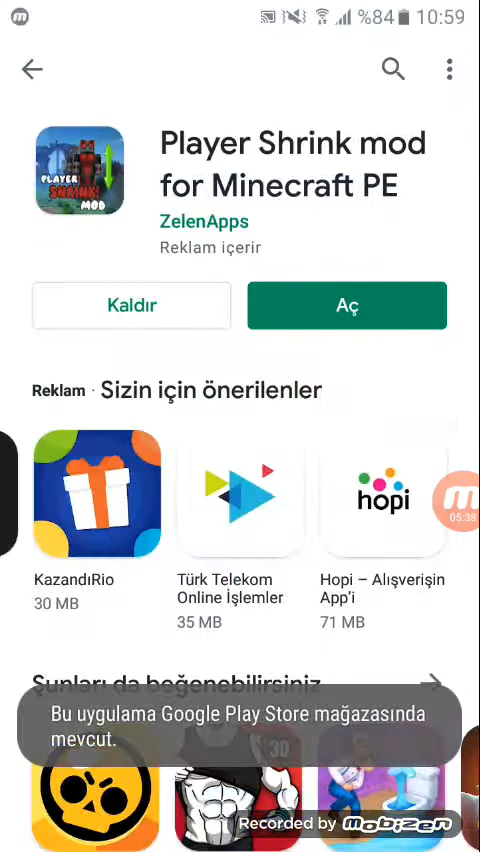 %84 10:59
Player Shrink mod
for Minecraft PE
ZelenApps
Reklam içerir
PLAYER
SHRINK!
MOD
Kaldır
Aç
Reklam · Sizin için önerilenler
hopi
05:38
KazandıRio
30 MB
Türk Telekom
Online İşlemler
35 MB
Hopi – Alışverişin
App'i
71 MB
Şunları da beğenebilirsiniz
Bu uygulama Google Play Store mağazasında
mevcut.
30
Recorded by mobizen